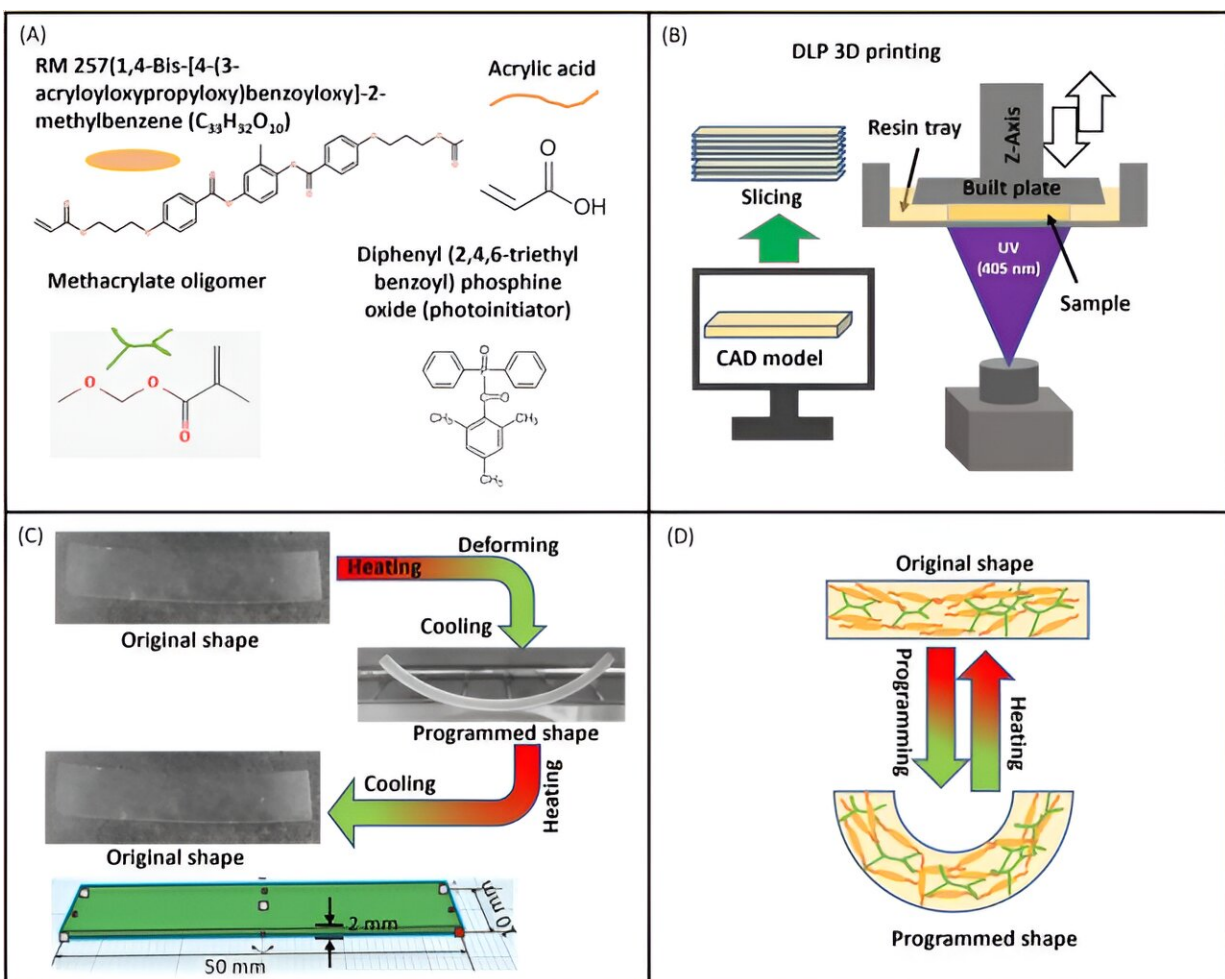 (A)
RM 257(1,4-Bis-[4-(3-
acryloyloxypropyloxy)benzoyloxy]-2-
methylbenzene (C₃₃H₃₂O₁₀)
Acrylic acid
O
OH
Methacrylate oligomer
O
O
O
Diphenyl (2,4,6-triethyl
benzoyl) phosphine
oxide (photoinitiator)
O
P
O
CH₃
CH₃
CH₃
(B)
DLP 3D printing
Resin tray
Z-Axis
Built plate
Slicing
UV
(405 nm)
Sample
CAD model
(C)
Original shape
Heating
Deforming
Cooling
Programmed shape
Heating
Cooling
Original shape
2 mm
10 mm
50 mm
(D)
Original shape
Programming
Heating
Programmed shape